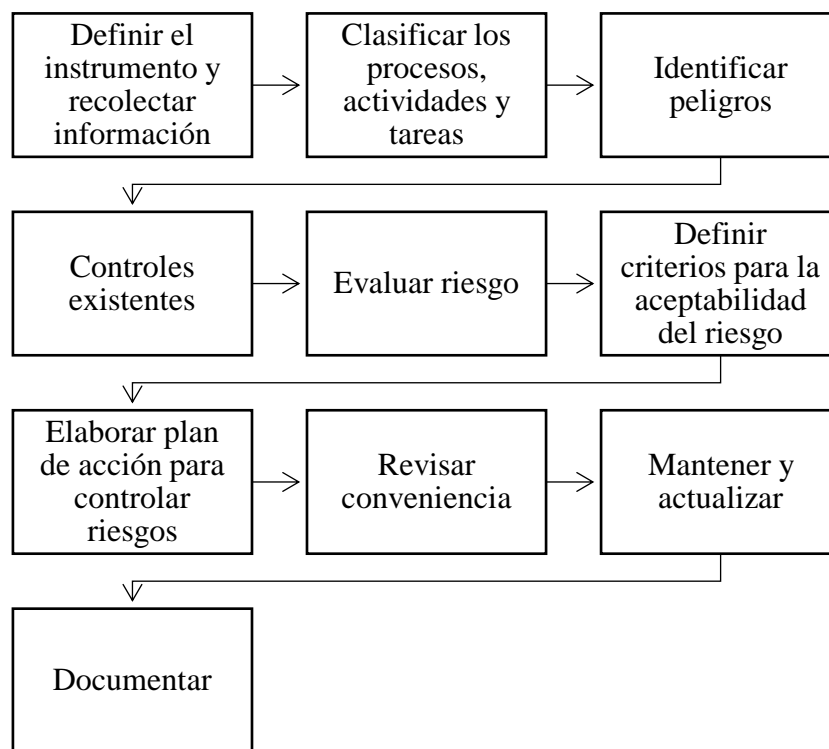 Definir el
instrumento y
recolectar
información
Clasificar los
procesos,
actividades y
tareas
Identificar
peligros
Controles
existentes
Evaluar riesgo
Definir
criterios para la
aceptabilidad
del riesgo
Elaborar plan
de acción para
controlar
riesgos
Revisar
conveniencia
Mantener y
actualizar
Documentar